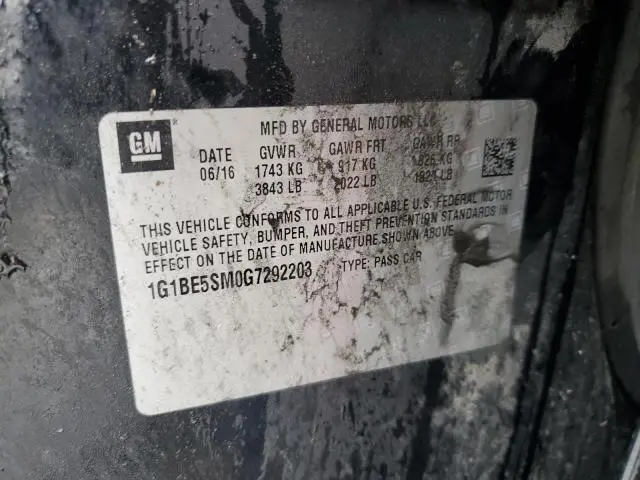 GM ®
MFD BY GENERAL MOTORS LLC
DATE GVWR GAWR FRT GAWR RR
06/16 1743 KG 917 KG 826 KG
3843 LB 2022 LB 1821 LB
THIS VEHICLE CONFORMS TO ALL APPLICABLE U.S. FEDERAL MOTOR
VEHICLE SAFETY, BUMPER, AND THEFT PREVENTION STANDARDS IN
EFFECT ON THE DATE OF MANUFACTURE SHOWN ABOVE.
1G1BE5SM0G7292203 TYPE: PASS CAR